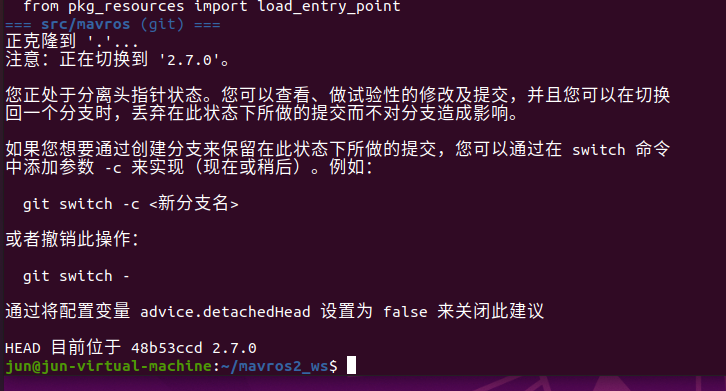 from pkg_resources import load_entry_point
=== src/mavros (git) ===
正克隆到 '.'...
注意：正在切换到 '2.7.0'。
您正处于分离头指针状态。您可以查看、做试验性的修改及提交，并且您可以在切换
回一个分支时，丢弃在此状态下所做的提交而不对分支造成影响。
如果您想要通过创建分支来保留在此状态下所做的提交，您可以通过在 switch 命令
中添加参数 -c 来实现（现在或稍后）。例如：
git switch -c <新分支名>
或者撤销此操作：
git switch -
通过将配置变量 advice.detachedHead 设置为 false 来关闭此建议
HEAD 目前位于 48b53ccd 2.7.0
jun@jun-virtual-machine:~/mavros2_ws$